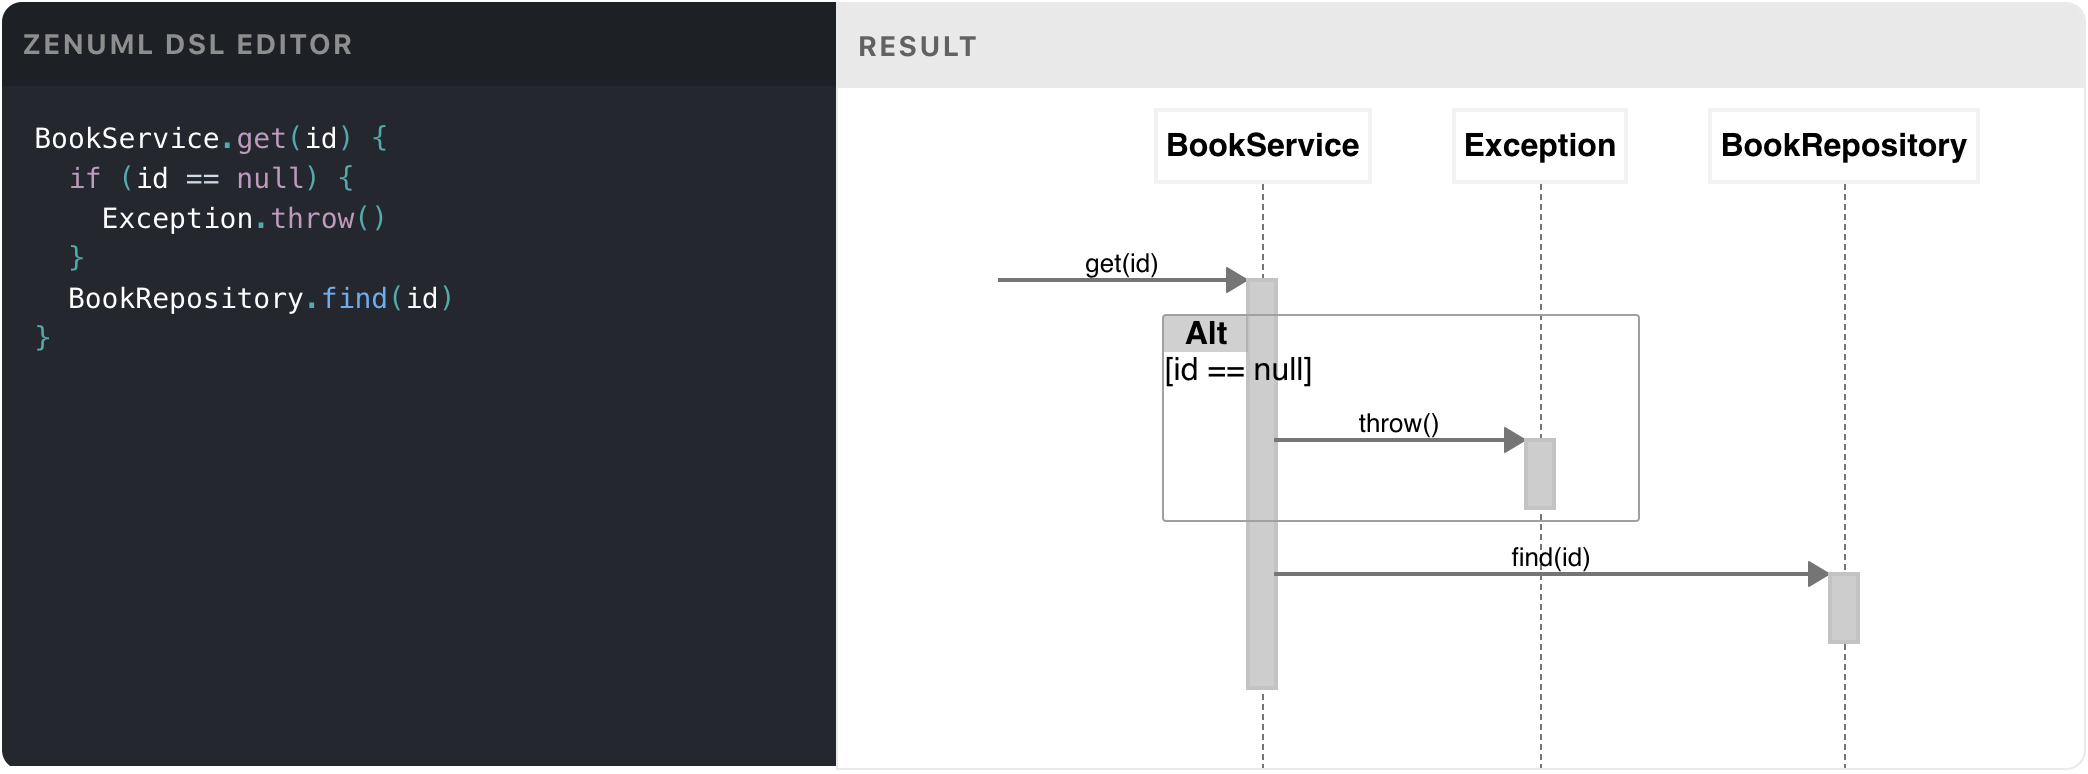 ZENUML DSL EDITOR
BookService.get(id) {
  if (id == null) {
    Exception.throw()
  }
  BookRepository.find(id)
}
RESULT
BookService
Exception
BookRepository
get(id)
Alt
[id == null]
throw()
find(id)